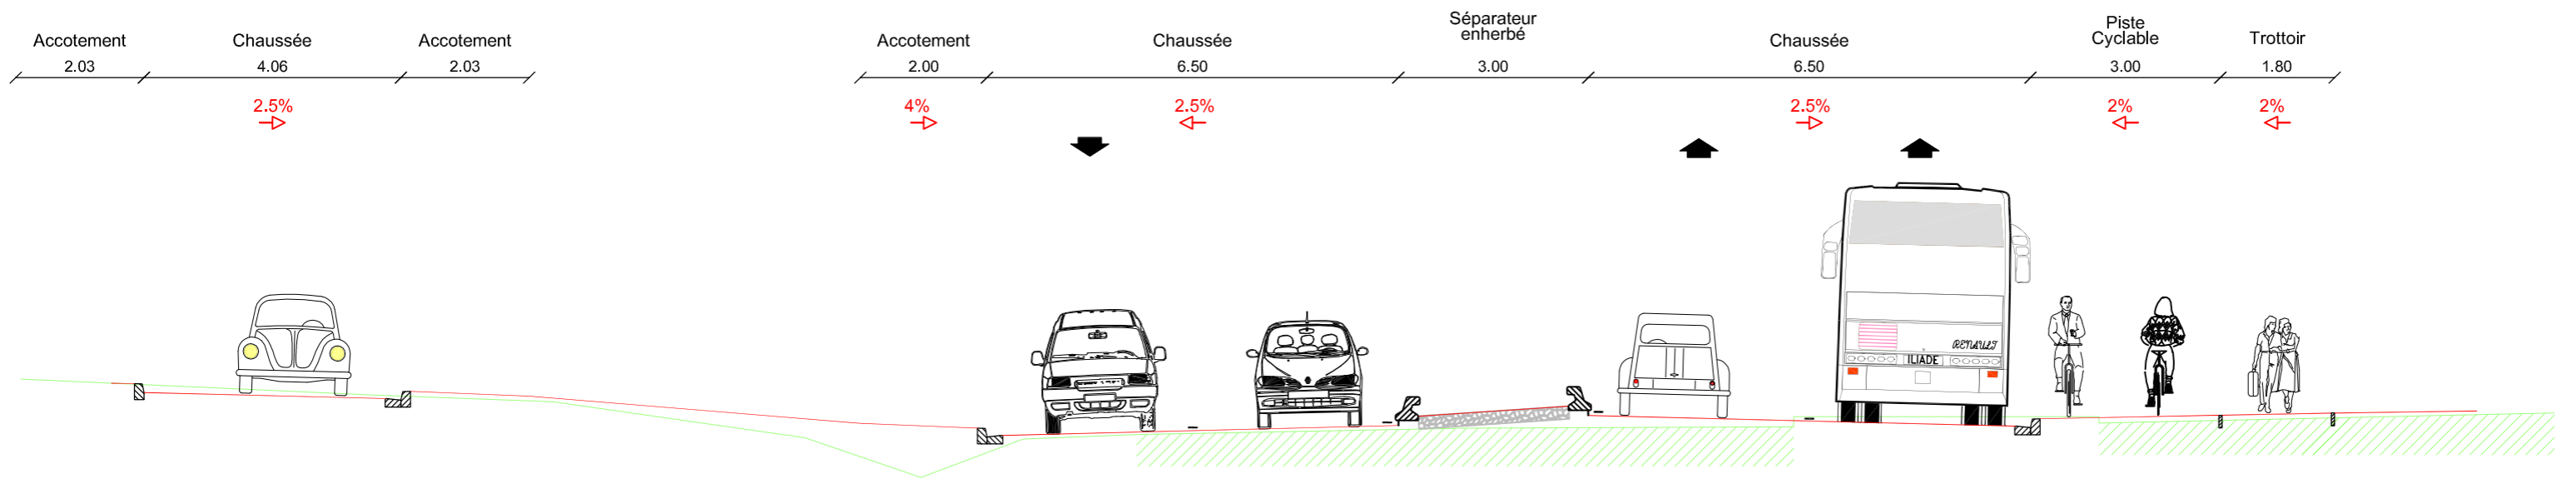 Accotement
Chaussée
Accotement
Accotement
Chaussée
Séparateur
enherbé
Chaussée
Piste
Cyclable
Trottoir
2.03
4.06
2.03
2.00
6.50
3.00
6.50
3.00
1.80
2.5%
4%
2.5%
2.5%
2%
2%
RENAULT
ILIADE